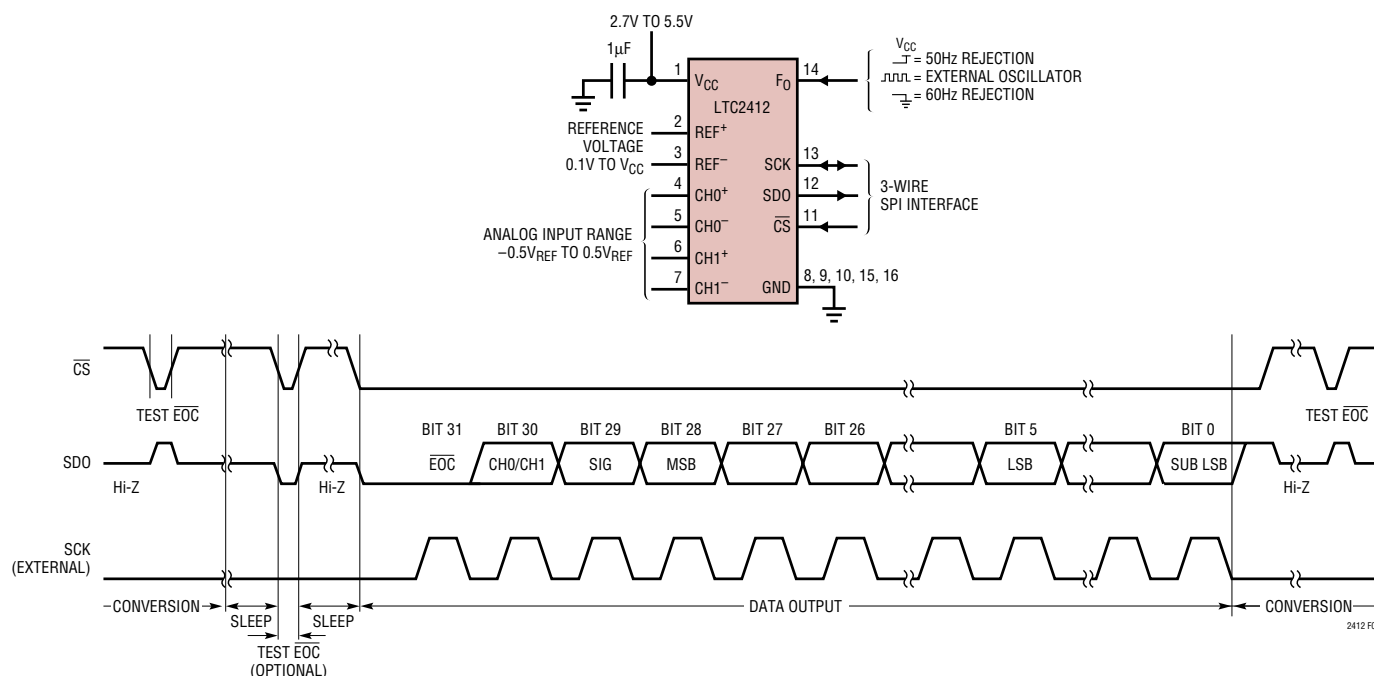 2.7V TO 5.5V
1µF
VCC
= 50Hz REJECTION
= EXTERNAL OSCILLATOR
= 60Hz REJECTION
1
VCC
FO
14
LTC2412
REFERENCE
VOLTAGE
0.1V TO VCC
2
REF+
3
REF–
SCK
13
4
CH0+
SDO
12
3-WIRE
SPI INTERFACE
5
CH0–
CS
11
ANALOG INPUT RANGE
–0.5VREF TO 0.5VREF
6
CH1+
7
CH1–
GND
8, 9, 10, 15, 16
CS
TEST EOC
TEST EOC
BIT 31
BIT 30
BIT 29
BIT 28
BIT 27
BIT 26
BIT 5
BIT 0
SDO
EOC
CH0/CH1
SIG
MSB
LSB
SUB LSB
Hi-Z
Hi-Z
Hi-Z
SCK
(EXTERNAL)
CONVERSION
SLEEP
SLEEP
DATA OUTPUT
CONVERSION
TEST EOC
(OPTIONAL)
2412 F0